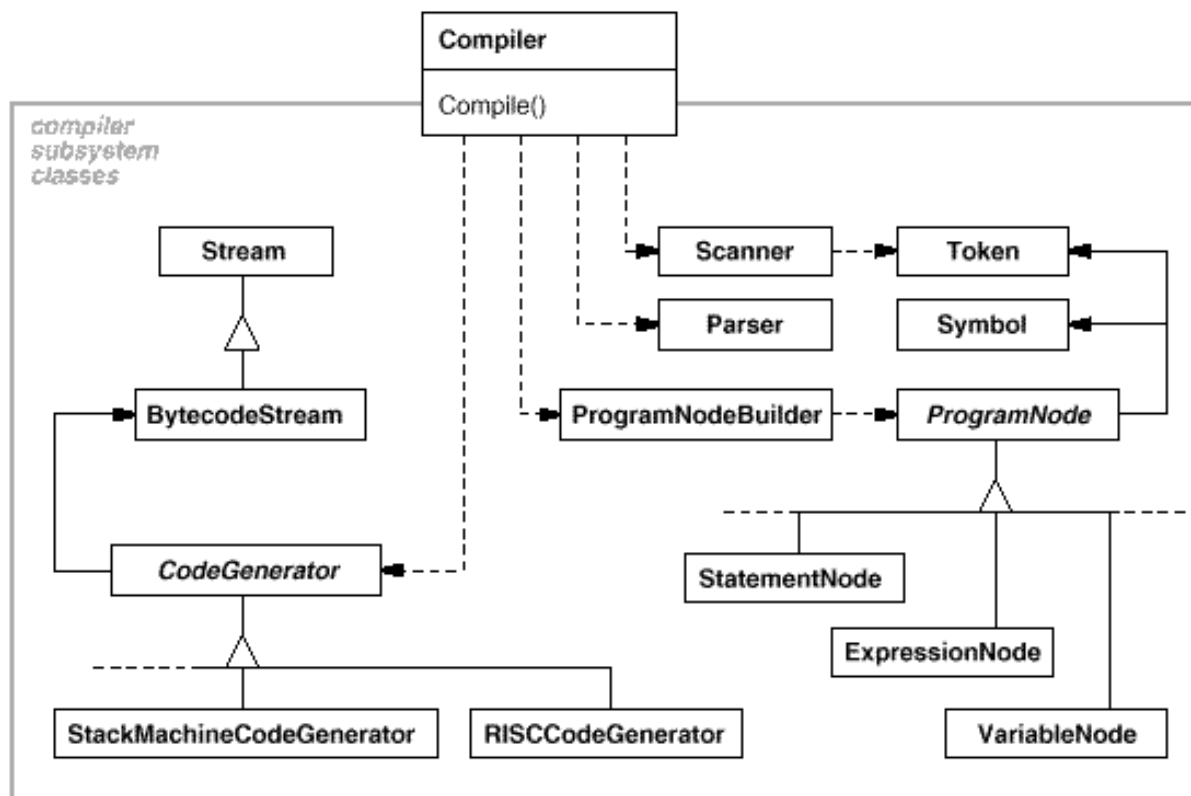 Compiler
Compile()
compiler
subsystem
classes
Stream
Scanner
Token
Parser
Symbol
BytecodeStream
ProgramNodeBuilder
ProgramNode
CodeGenerator
StatementNode
ExpressionNode
StackMachineCodeGenerator
RISCCodeGenerator
VariableNode